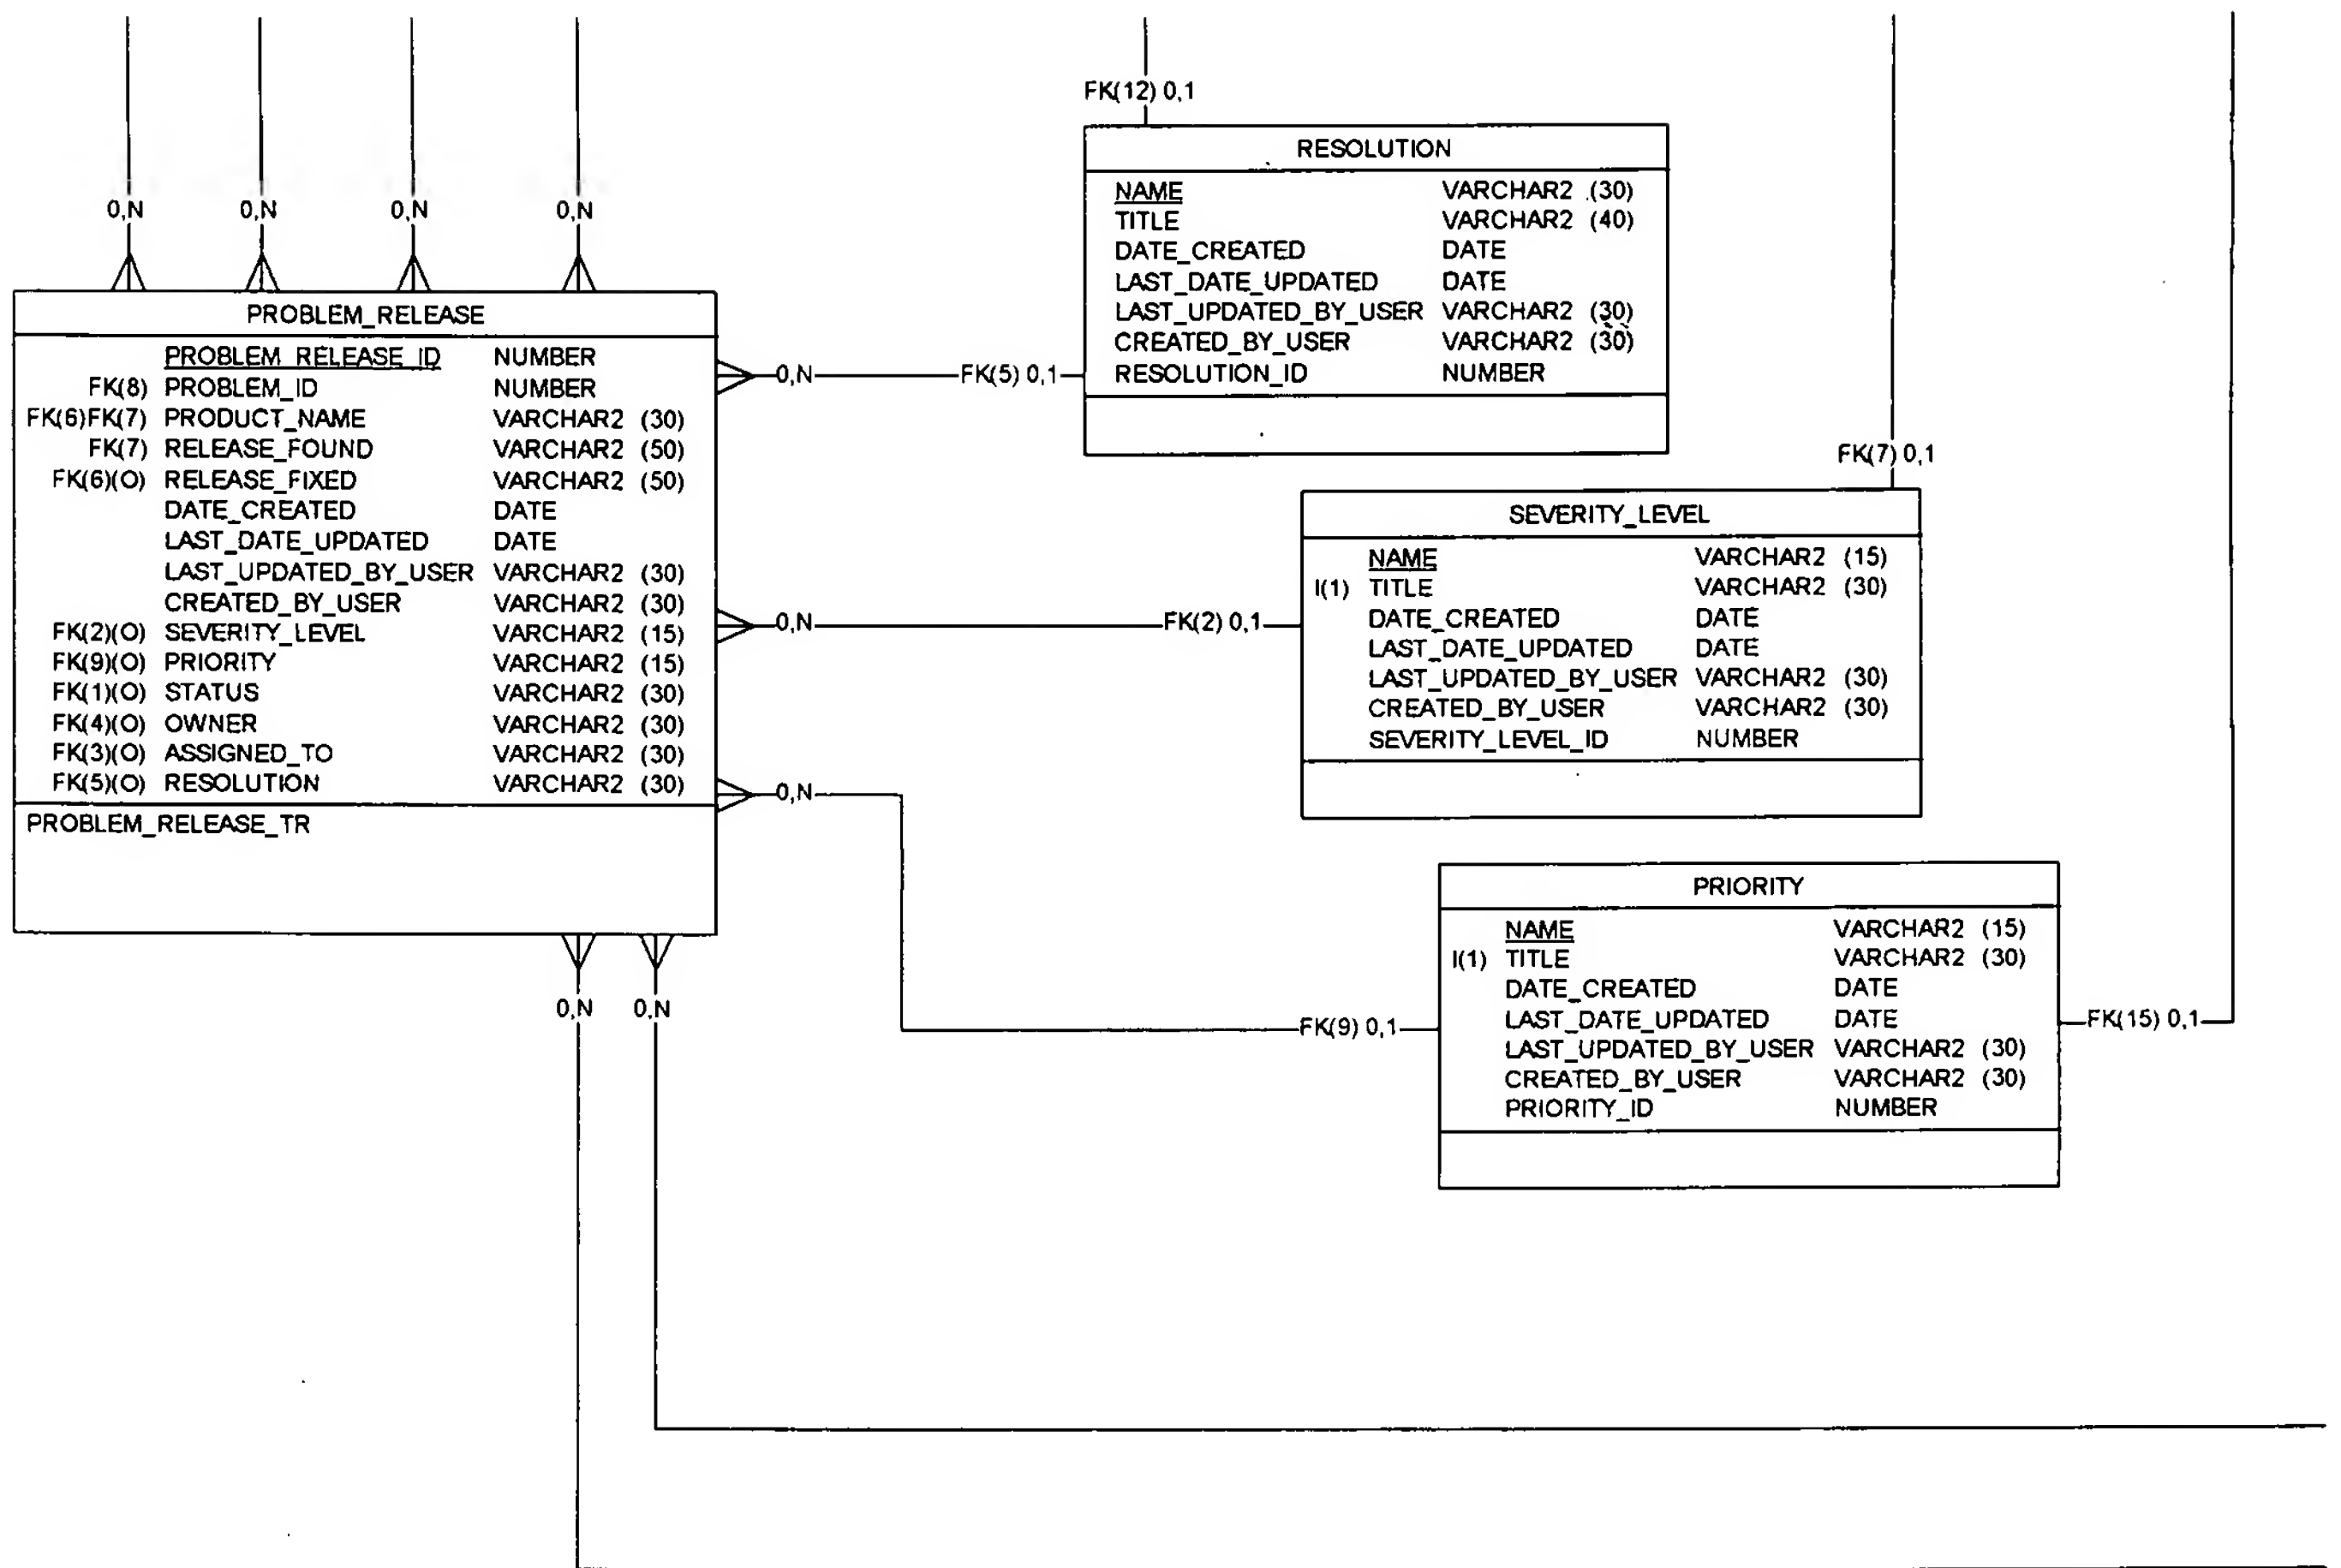 0,N 0,N 0,N 0,N
PROBLEM_RELEASE
PROBLEM_RELEASE_ID NUMBER
FK(8) PROBLEM_ID NUMBER
FK(6)FK(7) PRODUCT_NAME VARCHAR2 (30)
FK(7) RELEASE_FOUND VARCHAR2 (50)
FK(6)(O) RELEASE_FIXED VARCHAR2 (50)
DATE_CREATED DATE
LAST_DATE_UPDATED DATE
LAST_UPDATED_BY_USER VARCHAR2 (30)
CREATED_BY_USER VARCHAR2 (30)
FK(2)(O) SEVERITY_LEVEL VARCHAR2 (15)
FK(9)(O) PRIORITY VARCHAR2 (15)
FK(1)(O) STATUS VARCHAR2 (30)
FK(4)(O) OWNER VARCHAR2 (30)
FK(3)(O) ASSIGNED_TO VARCHAR2 (30)
FK(5)(O) RESOLUTION VARCHAR2 (30)
PROBLEM_RELEASE_TR
0,N 0,N
0,N FK(5) 0,1
0,N FK(2) 0,1
0,N
FK(9) 0,1
FK(12) 0,1
RESOLUTION
NAME VARCHAR2 (30)
TITLE VARCHAR2 (40)
DATE_CREATED DATE
LAST_DATE_UPDATED DATE
LAST_UPDATED_BY_USER VARCHAR2 (30)
CREATED_BY_USER VARCHAR2 (30)
RESOLUTION_ID NUMBER
FK(7) 0,1
SEVERITY_LEVEL
NAME VARCHAR2 (15)
I(1) TITLE VARCHAR2 (30)
DATE_CREATED DATE
LAST_DATE_UPDATED DATE
LAST_UPDATED_BY_USER VARCHAR2 (30)
CREATED_BY_USER VARCHAR2 (30)
SEVERITY_LEVEL_ID NUMBER
PRIORITY
NAME VARCHAR2 (15)
I(1) TITLE VARCHAR2 (30)
DATE_CREATED DATE
LAST_DATE_UPDATED DATE
LAST_UPDATED_BY_USER VARCHAR2 (30)
CREATED_BY_USER VARCHAR2 (30)
PRIORITY_ID NUMBER
FK(15) 0,1